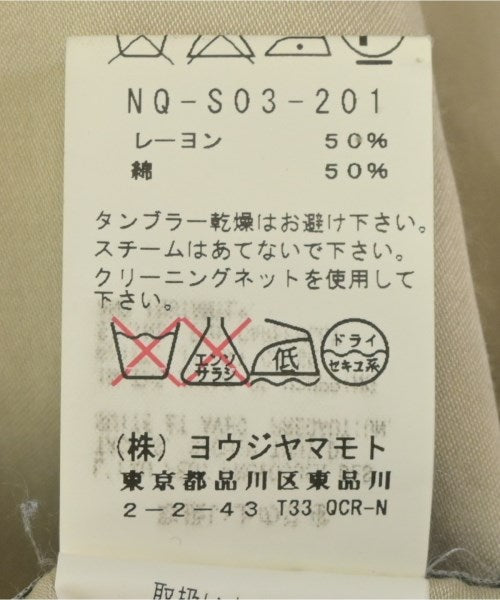 NQ-S03-201
レーヨン 50%
綿 50%
タンブラー乾燥はお避け下さい。
スチームはあてないで下さい。
クリーニングネットを使用して
下さい。
エンソ
サラシ
低
ドライ
セキユ系
(株) ヨウジヤマモト
東京都品川区東品川
2-2-43 T33 QCR-N